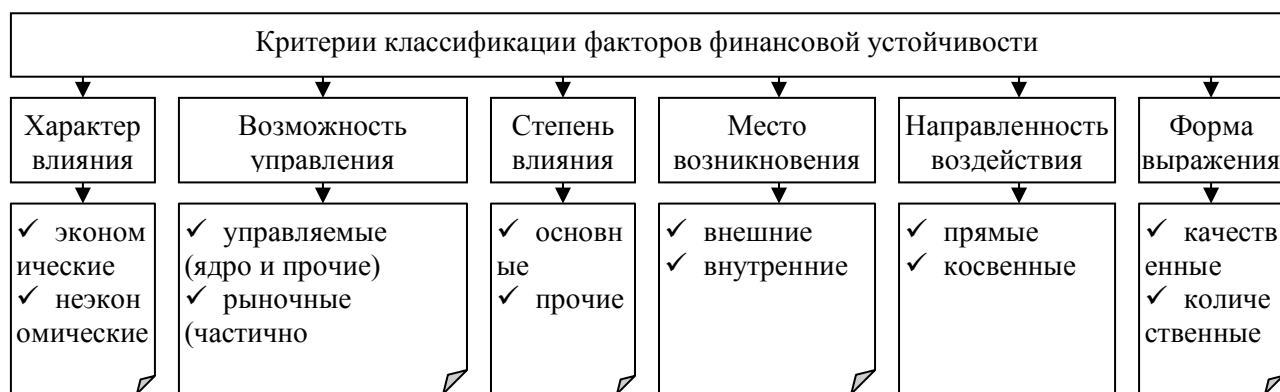 Критерии классификации факторов финансовой устойчивости
Характер
влияния
Возможность
управления
Степень
влияния
Место
возникновения
Направленность
воздействия
Форма
выражения
✓ эконом
ические
✓ неэкон
омические
✓ управляемые
(ядро и прочие)
✓ рыночные
(частично
✓ основн
ые
✓ прочие
✓ внешние
✓ внутренние
✓ прямые
✓ косвенные
✓ качеств
енные
✓ количе
ственные